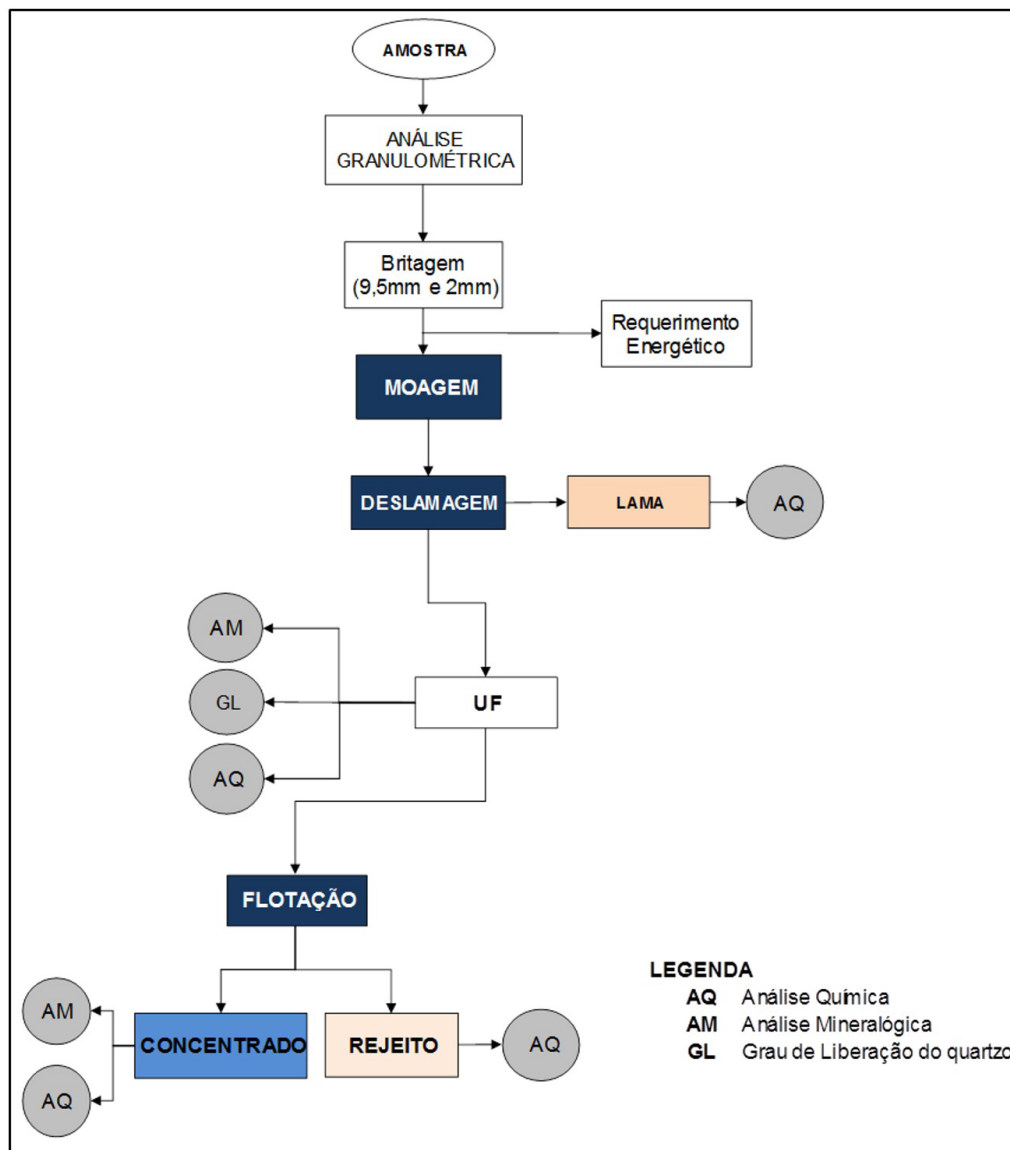 AMOSTRA
ANÁLISE
GRANULOMÉTRICA
Britagem
(9,5mm e 2mm)
Requerimento
Energético
MOAGEM
DESLAMAGEM
LAMA
AQ
AM
GL
AQ
UF
FLOTAÇÃO
AM
AQ
CONCENTRADO
REJEITO
AQ
LEGENDA
AQ Análise Química
AM Análise Mineralógica
GL Grau de Liberação do quartzo